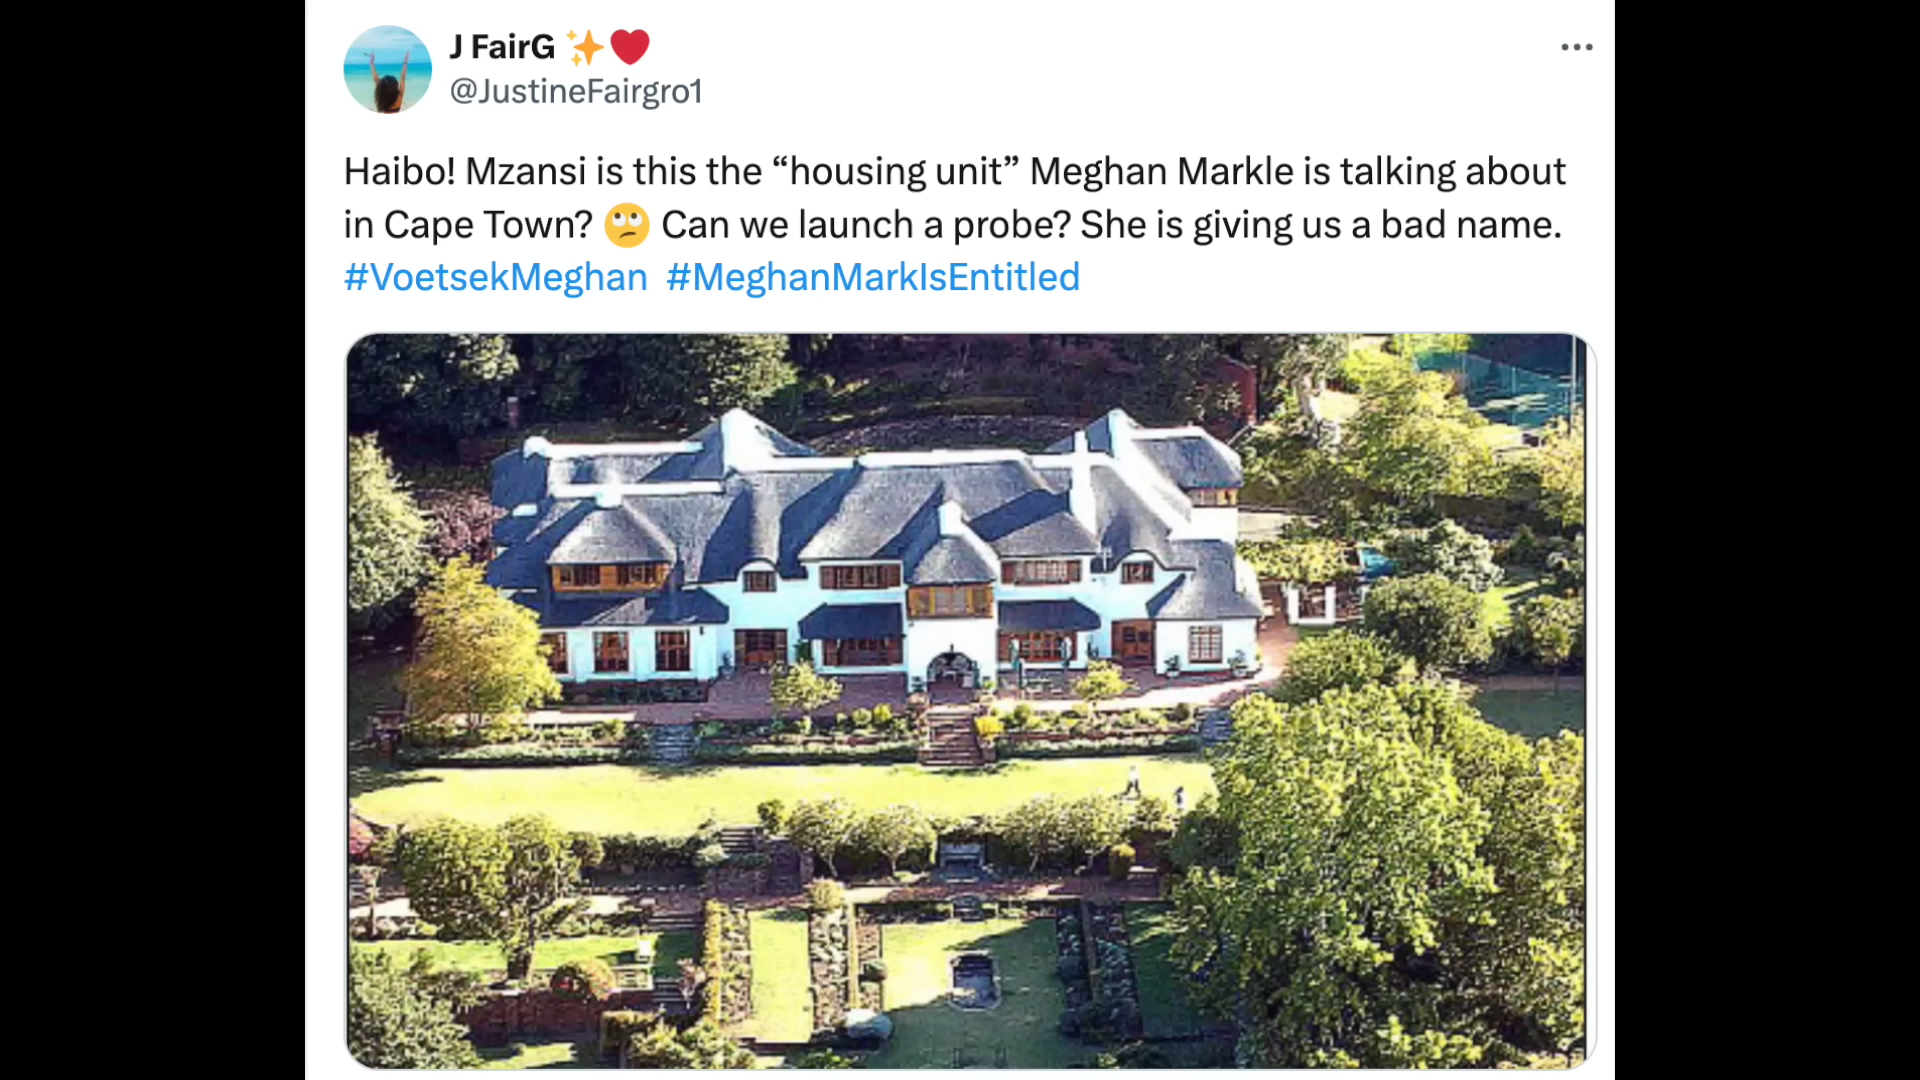 J FairG ✨❤️
@JustineFairgro1
Haibo! Mzansi is this the “housing unit” Meghan Markle is talking about
in Cape Town? 🙄 Can we launch a probe? She is giving us a bad name.
#VoetsekMeghan #MeghanMarkIsEntitled